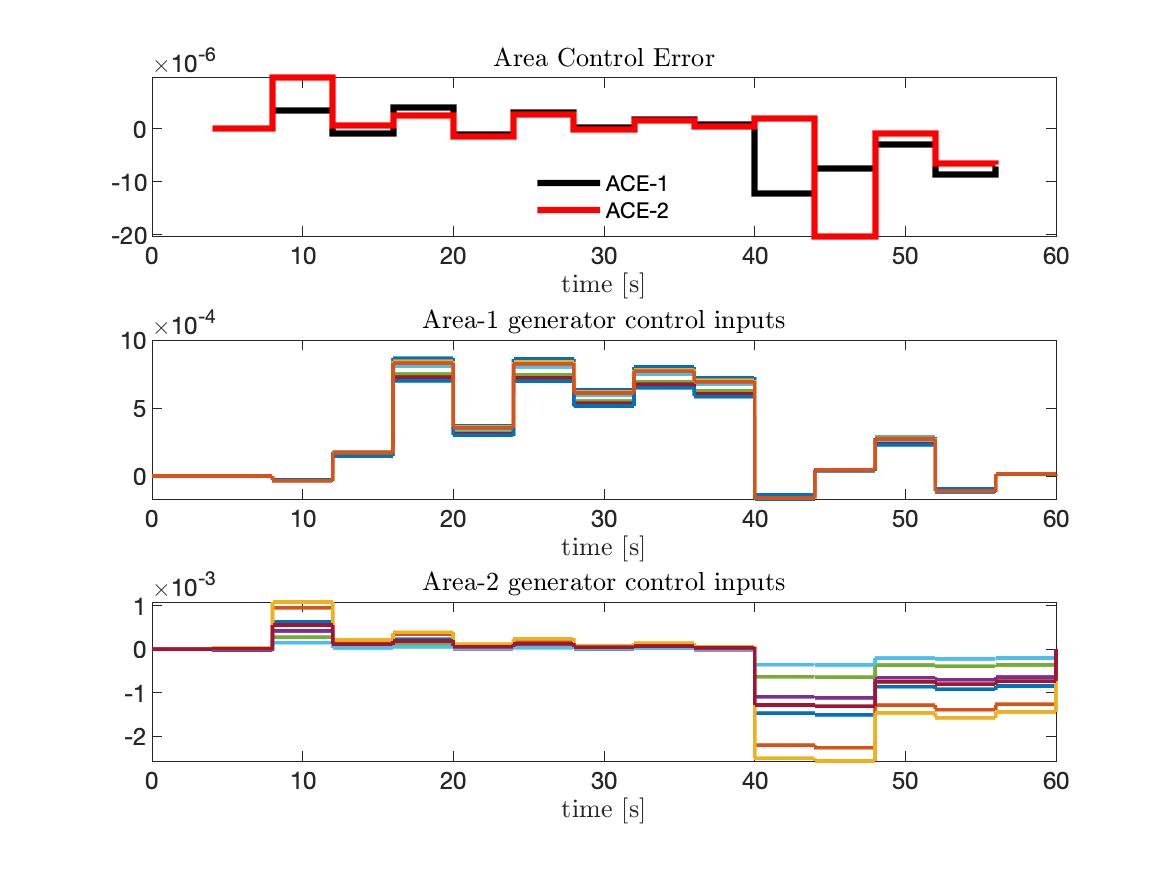 ×10-6
Area Control Error
0
-10
-20
ACE-1
ACE-2
0 10 20 30 40 50 60
time [s]
×10-4
Area-1 generator control inputs
10
5
0
0 10 20 30 40 50 60
time [s]
×10-3
Area-2 generator control inputs
1
0
-1
-2
0 10 20 30 40 50 60
time [s]